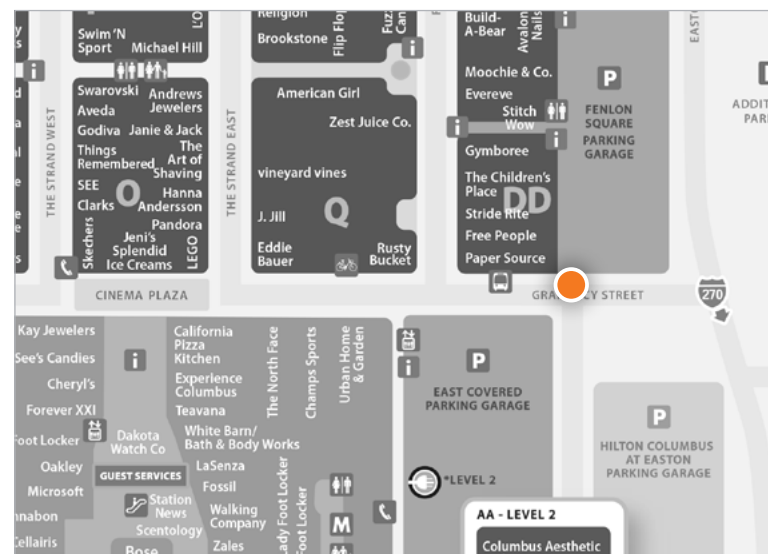 Religion
Brookstone
Flip Flop
Build-
A-Bear
Avalon
Nails
Swim 'N
Sport
Michael Hill
Swarovski
Andrews
Jewelers
Aveda
Godiva
Janie & Jack
Things
Remembered
The
Art of
Shaving
SEE
Hanna
Andersson
Clarks
O
Pandora
Skechers
Jeni's
Splendid
Ice Creams
LEGO
THE STRAND WEST
THE STRAND EAST
American Girl
Zest Juice Co.
vineyard vines
Q
J. Jill
Eddie
Bauer
Rusty
Bucket
Moochie & Co.
Evereve
Stitch
Wow
Gymboree
The Children's
Place
DD
Stride Rite
Free People
Paper Source
P
FENLON
SQUARE
PARKING
GARAGE
CINEMA PLAZA
270
STREET
Kay Jewelers
See's Candies
Cheryl's
Forever XXI
Foot Locker
Oakley
Microsoft
i
Dakota
Watch Co
GUEST SERVICES
Station
News
Scentology
Bose
California
Pizza
Kitchen
Experience
Columbus
Teavana
White Barn/
Bath & Body Works
LaSenza
Fossil
Walking
Company
Zales
The North Face
Champs Sports
Urban Home
& Garden
Lady Foot Locker
Foot Locker
M
P
EAST COVERED
PARKING GARAGE
*LEVEL 2
AA - LEVEL 2
Columbus Aesthetic
P
HILTON COLUMBUS
AT EASTON
PARKING GARAGE